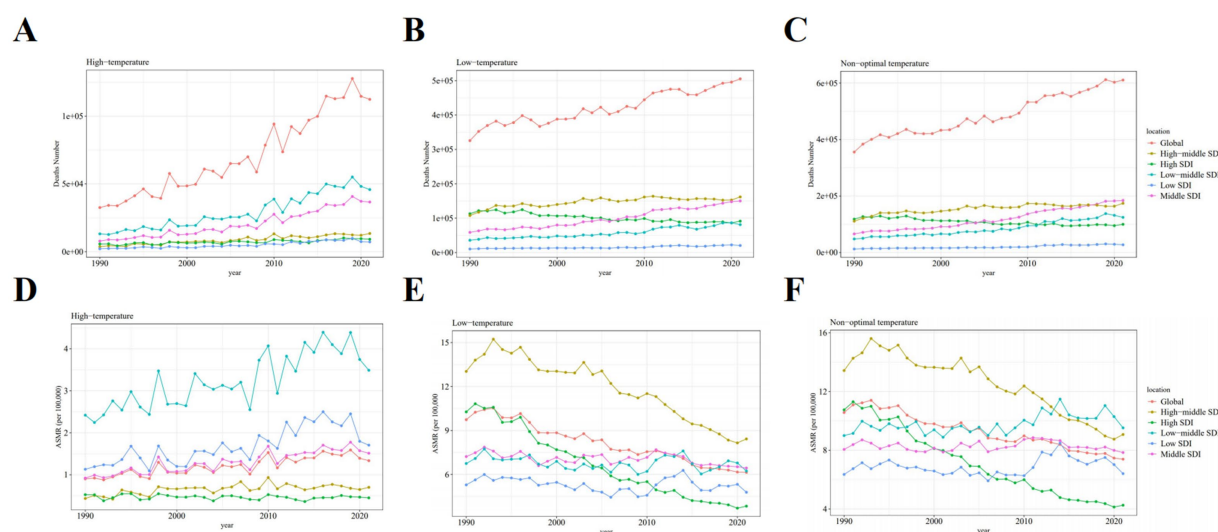 A
B
C
High-temperature
Low-temperature
Non-optimal temperature
Deaths Number
1e+05
5e+04
0e+00
1990
2000
2010
2020
year
Deaths Number
5e+05
4e+05
3e+05
2e+05
1e+05
0e+00
1990
2000
2010
2020
year
Deaths Number
6e+05
4e+05
2e+05
0e+00
1990
2000
2010
2020
year
location
Global
High-middle SDI
High SDI
Low-middle SDI
Low SDI
Middle SDI
D
E
F
High-temperature
Low-temperature
Non-optimal temperature
ASMR (per 100,000)
4
3
2
1
1990
2000
2010
2020
year
ASMR (per 100,000)
15
12
9
6
1990
2000
2010
2020
year
ASMR (per 100,000)
16
12
8
4
1990
2000
2010
2020
year
location
Global
High-middle SDI
High SDI
Low-middle SDI
Low SDI
Middle SDI